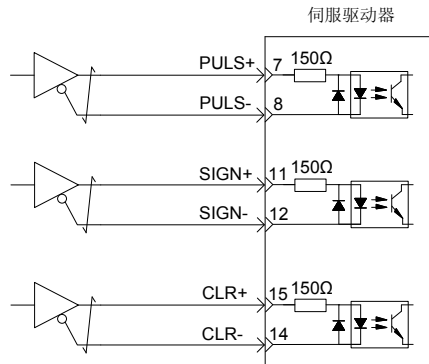 伺服驱动器
PULS+ 7 150Ω
PULS- 8
SIGN+ 11 150Ω
SIGN- 12
CLR+ 15 150Ω
CLR- 14